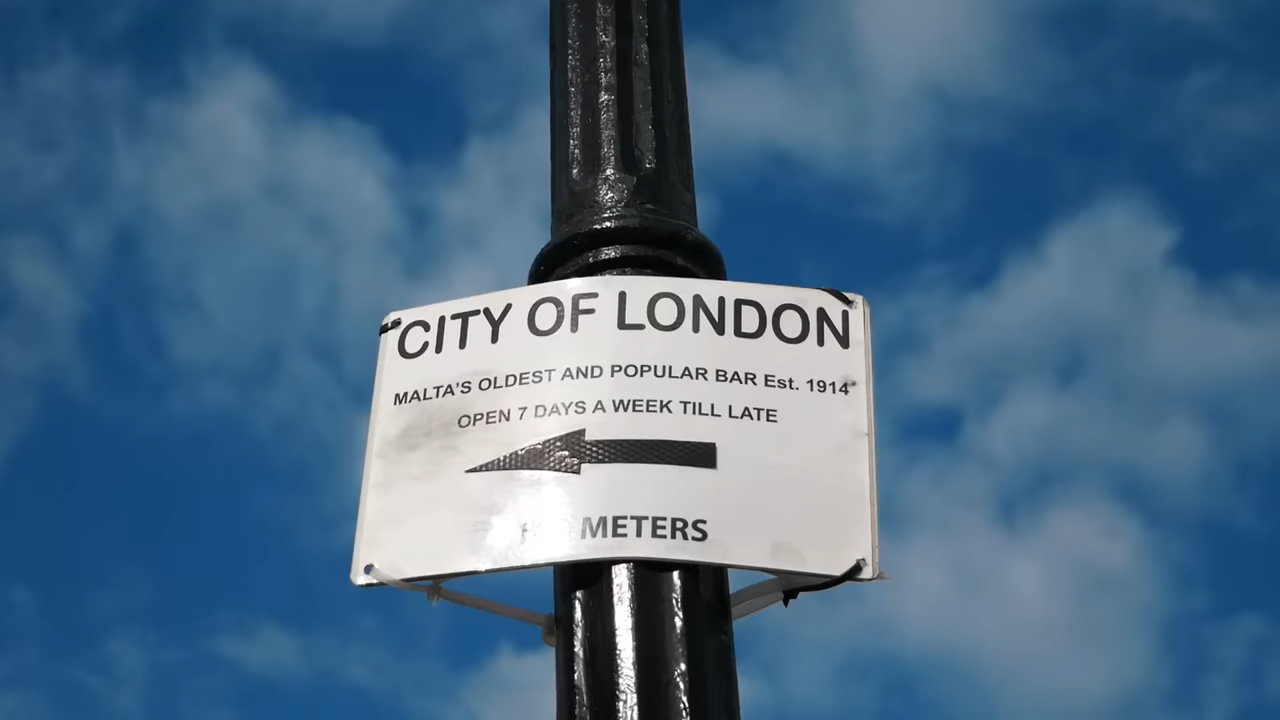 CITY OF LONDON
MALTA'S OLDEST AND POPULAR BAR Est. 1914
OPEN 7 DAYS A WEEK TILL LATE
METERS